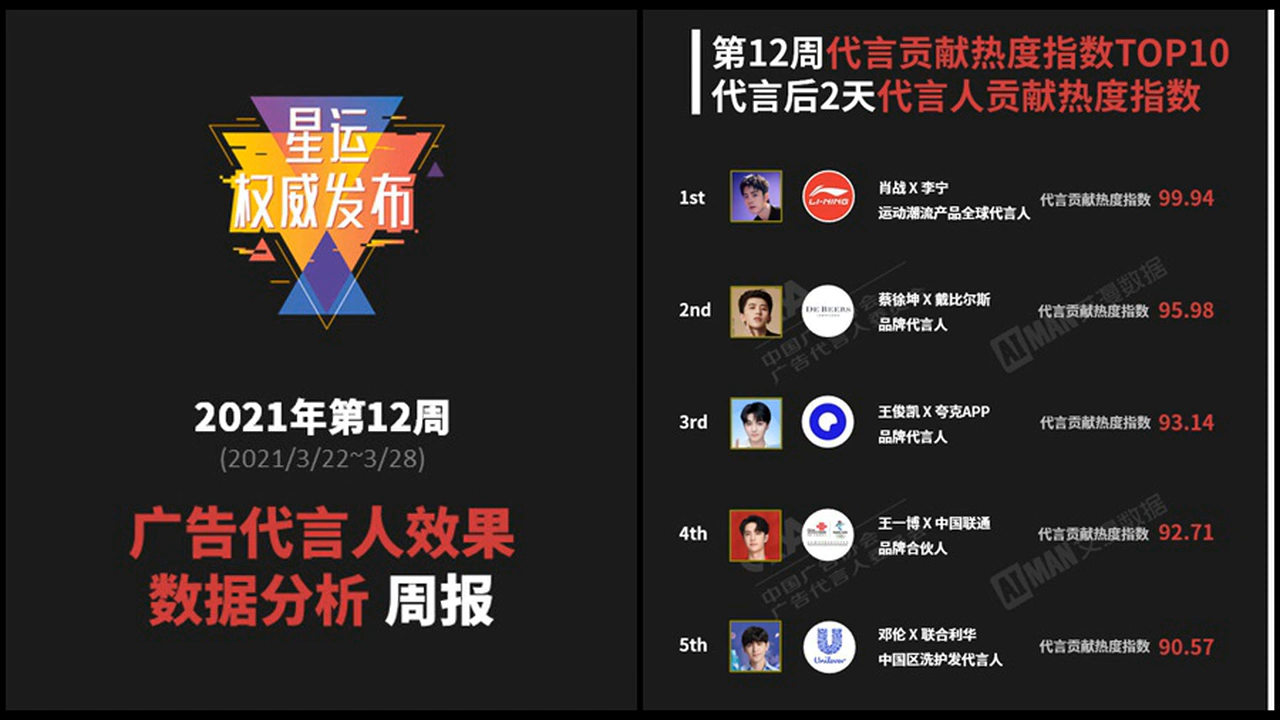 星运
权威发布
2021年第12周
(2021/3/22~3/28)
广告代言人效果
数据分析 周报
第12周代言贡献热度指数TOP10
代言后2天代言人贡献热度指数
1st
LI-NING
肖战 X 李宁
运动潮流产品全球代言人
代言贡献热度指数 99.94
2nd
DE BEERS
蔡徐坤 X 戴比尔斯
品牌代言人
代言贡献热度指数 95.98
3rd
王俊凯 X 夸克APP
品牌代言人
代言贡献热度指数 93.14
4th
王一博 X 中国联通
品牌合伙人
代言贡献热度指数 92.71
5th
Unilever
邓伦 X 联合利华
中国区洗护发代言人
代言贡献热度指数 90.57